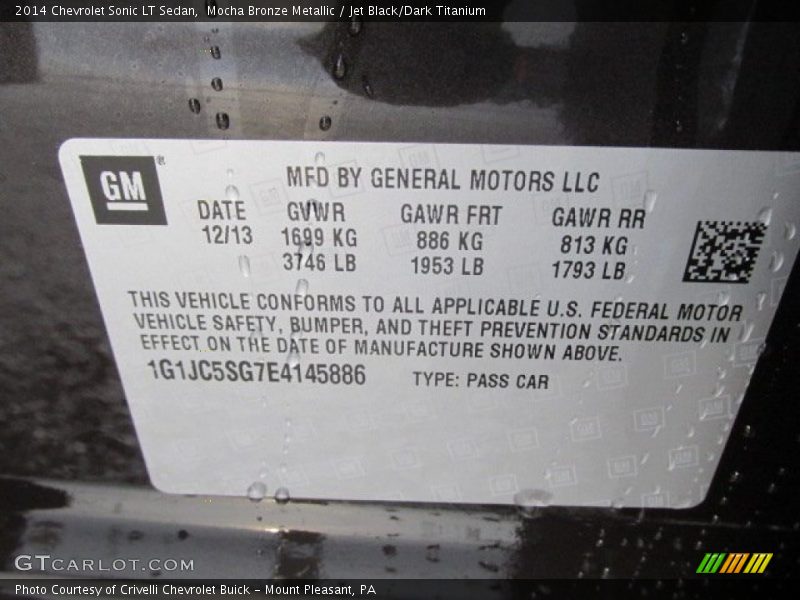 2014 Chevrolet Sonic LT Sedan, Mocha Bronze Metallic / Jet Black/Dark Titanium
GM®
MFD BY GENERAL MOTORS LLC
DATE GVWR GAWR FRT GAWR RR
12/13 1699 KG 886 KG 813 KG
3746 LB 1953 LB 1793 LB
THIS VEHICLE CONFORMS TO ALL APPLICABLE U.S. FEDERAL MOTOR
VEHICLE SAFETY, BUMPER, AND THEFT PREVENTION STANDARDS IN
EFFECT ON THE DATE OF MANUFACTURE SHOWN ABOVE.
1G1JC5SG7E4145886 TYPE: PASS CAR
GTCARLOT.COM
Photo Courtesy of Crivelli Chevrolet Buick – Mount Pleasant, PA